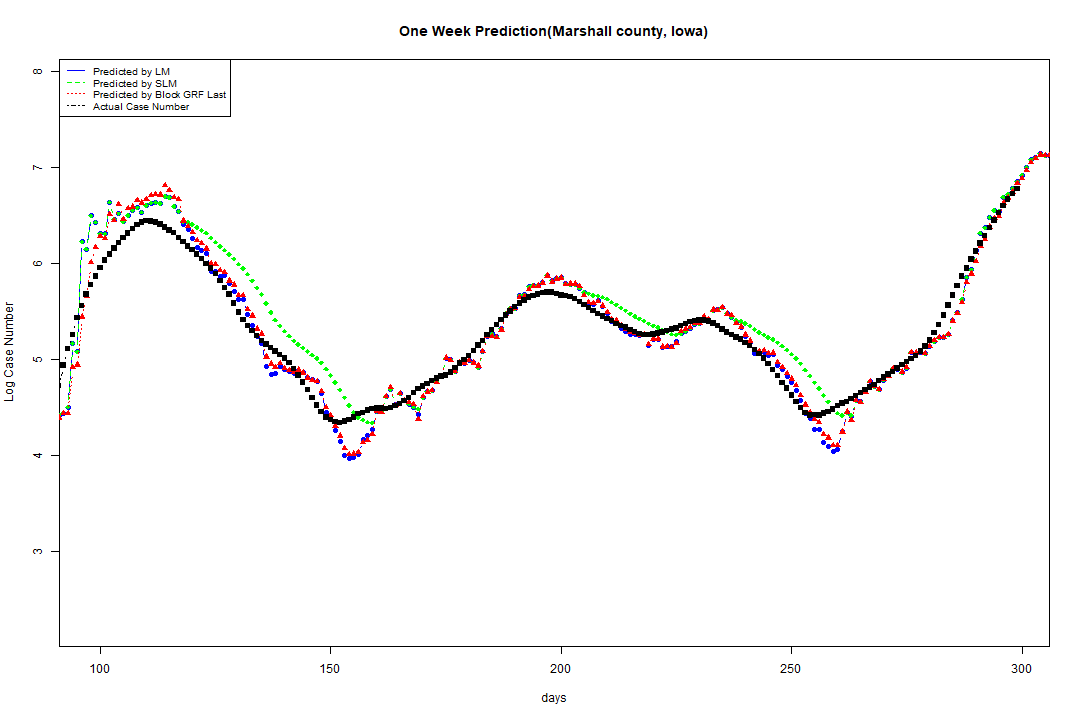 One Week Prediction(Marshall county, Iowa)
Predicted by LM
Predicted by SLM
Predicted by Block GRF Last
Actual Case Number
8
7
6
5
4
3
Log Case Number
100 150 200 250 300
days